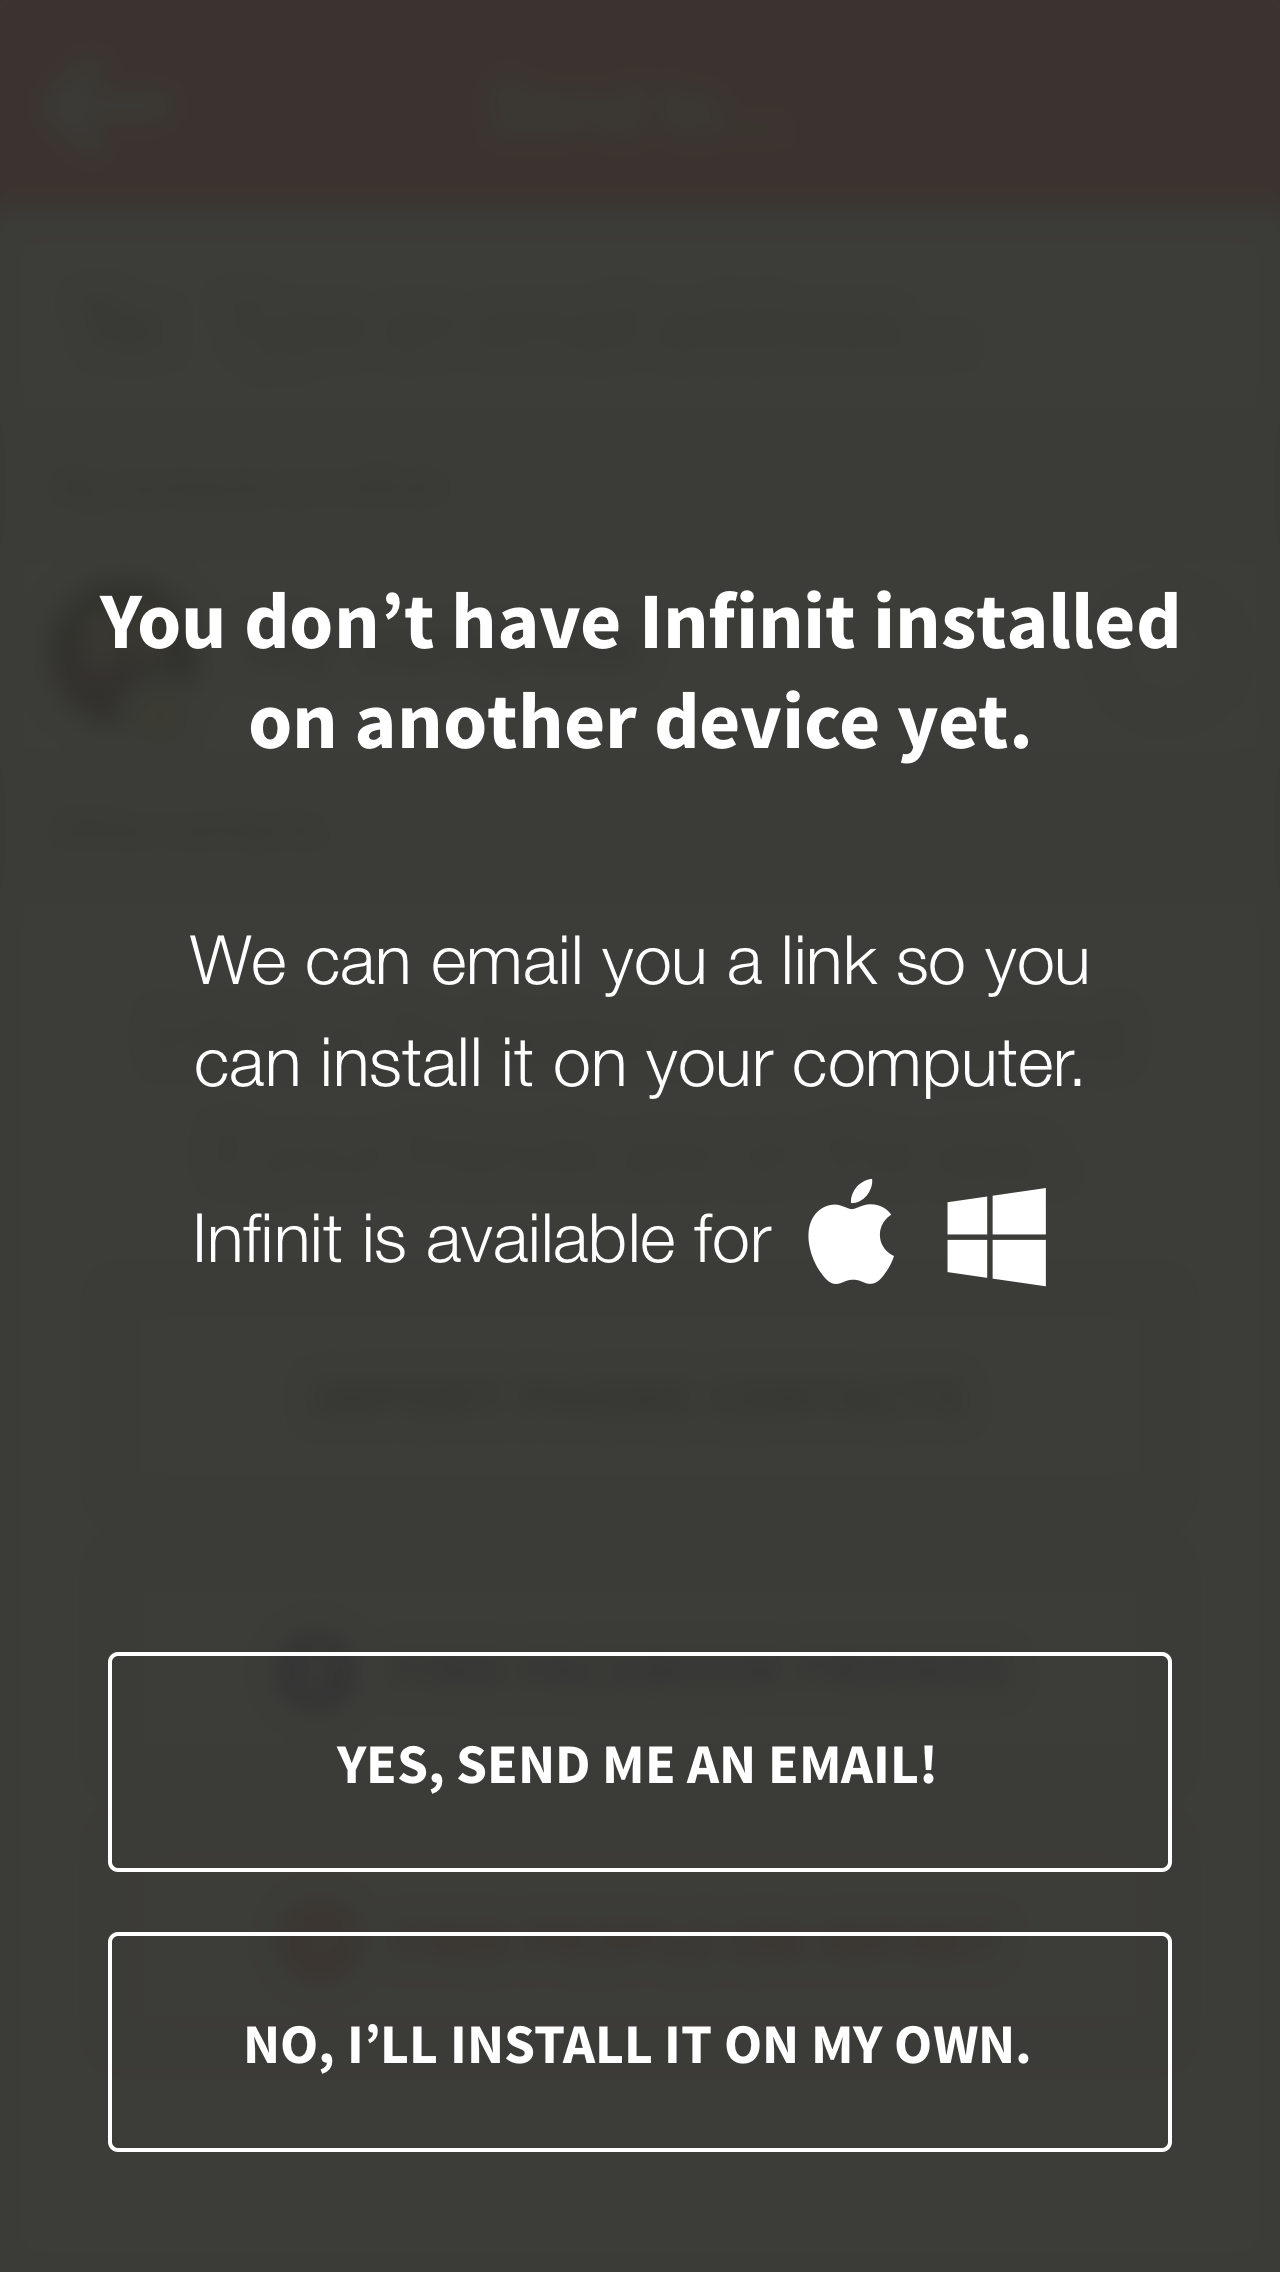 You don’t have Infinit installed
on another device yet.
We can email you a link so you
can install it on your computer.
Infinit is available for
YES, SEND ME AN EMAIL!
NO, I’LL INSTALL IT ON MY OWN.